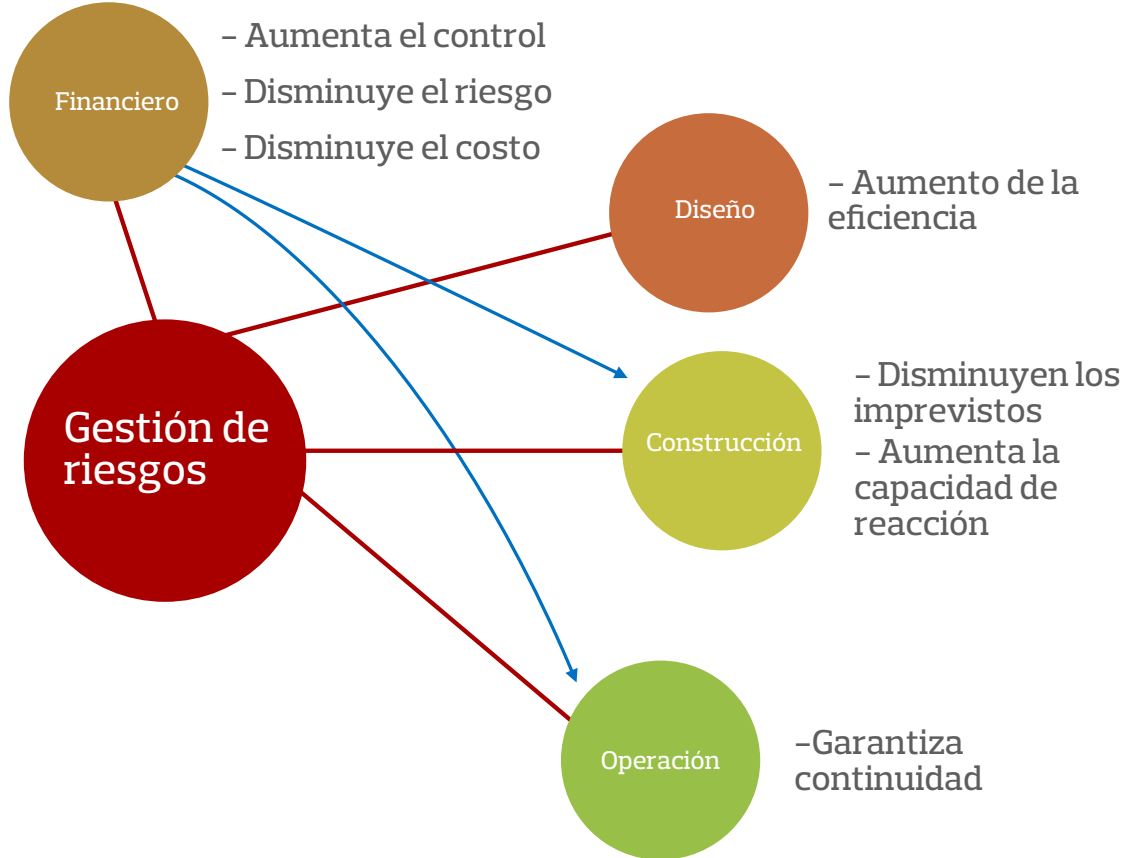 Financiero
– Aumenta el control
– Disminuye el riesgo
– Disminuye el costo
Diseño
– Aumento de la
eficiencia
Gestión de
riesgos
Construcción
– Disminuyen los
imprevistos
– Aumenta la
capacidad de
reacción
Operación
–Garantiza
continuidad